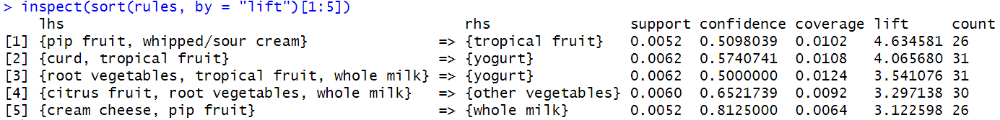 > inspect(sort(rules, by = "lift")[1:5])
    lhs                                         rhs                support confidence coverage lift     count
[1] {pip fruit, whipped/sour cream}          => {tropical fruit}   0.0052  0.5098039  0.0102   4.634581 26
[2] {curd, tropical fruit}                   => {yogurt}           0.0062  0.5740741  0.0108   4.065680 31
[3] {root vegetables, tropical fruit, whole milk} => {yogurt}           0.0062  0.5000000  0.0124   3.541076 31
[4] {citrus fruit, root vegetables, whole milk}   => {other vegetables} 0.0060  0.6521739  0.0092   3.297138 30
[5] {cream cheese, pip fruit}                => {whole milk}       0.0052  0.8125000  0.0064   3.122598 26